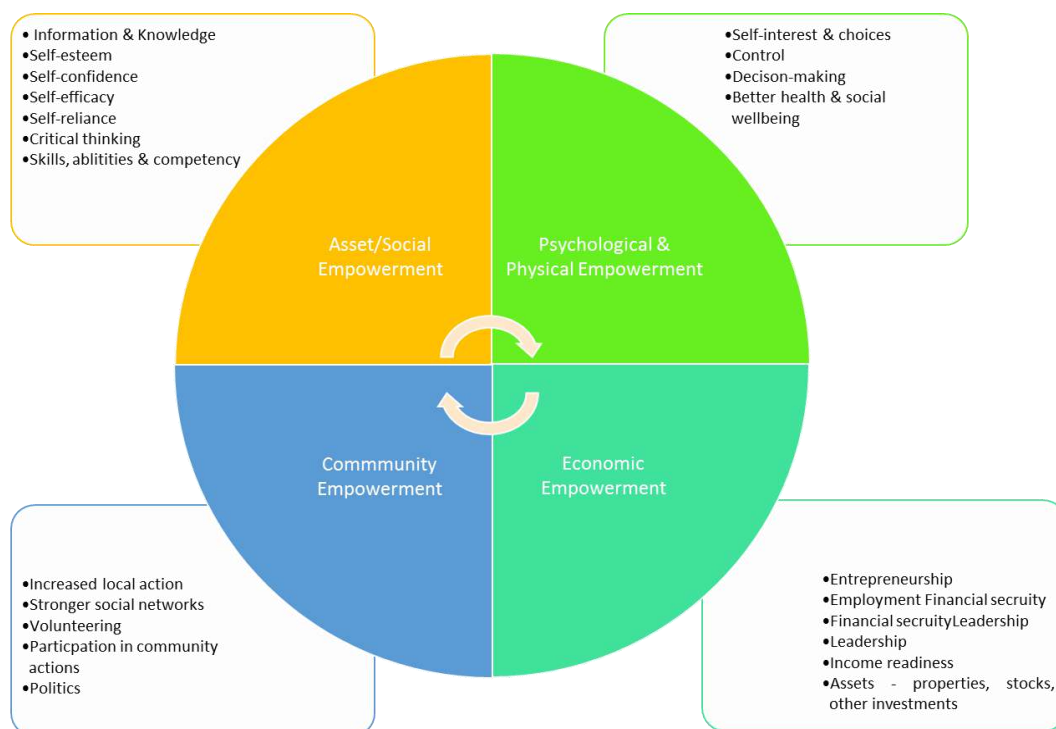 • Information & Knowledge
•Self-esteem
•Self-confidence
•Self-efficacy
•Self-reliance
•Critical thinking
•Skills, ablitities & competency
•Self-interest & choices
•Control
•Decison-making
•Better health & social
wellbeing
Asset/Social
Empowerment
Psychological &
Physical Empowerment
Commmunity
Empowerment
Economic
Empowerment
•Increased local action
•Stronger social networks
•Volunteering
•Particpation in community
actions
•Politics
•Entrepreneurship
•Employment Financial secruity
•Financial secruityLeadership
•Leadership
•Income readiness
•Assets - properties, stocks,
other investments